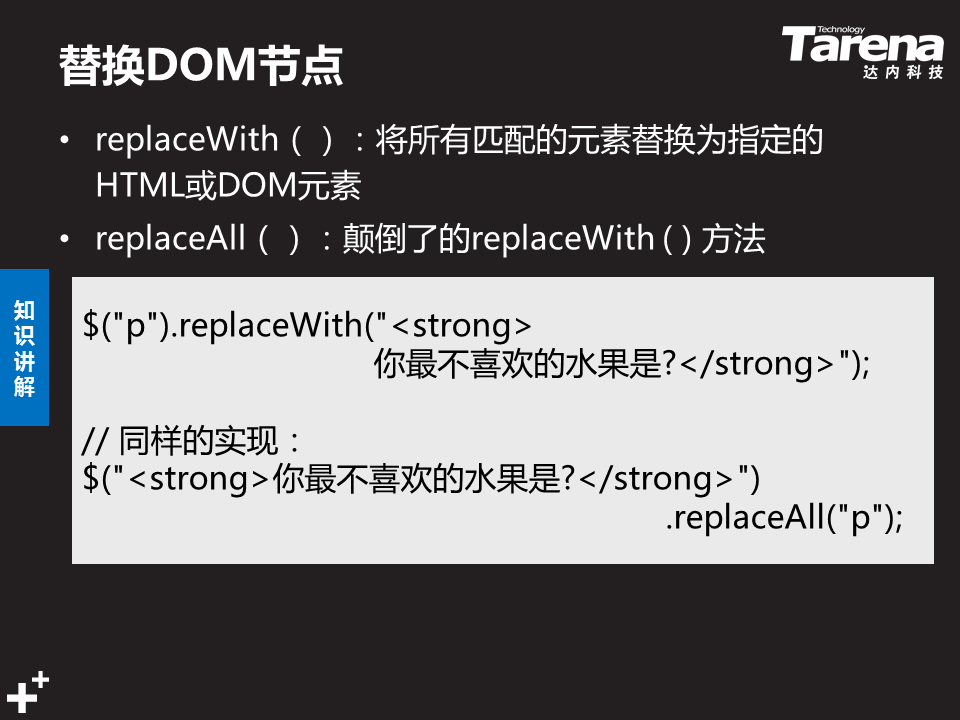 替换DOM节点
Technology
Tarena
达内科技
• replaceWith（ ）：将所有匹配的元素替换为指定的
HTML或DOM元素
• replaceAll（ ）：颠倒了的replaceWith ( ) 方法
知识讲解
$("p").replaceWith("<strong>
你最不喜欢的水果是?</strong>");
// 同样的实现：
$("<strong>你最不喜欢的水果是?</strong>")
.replaceAll("p");